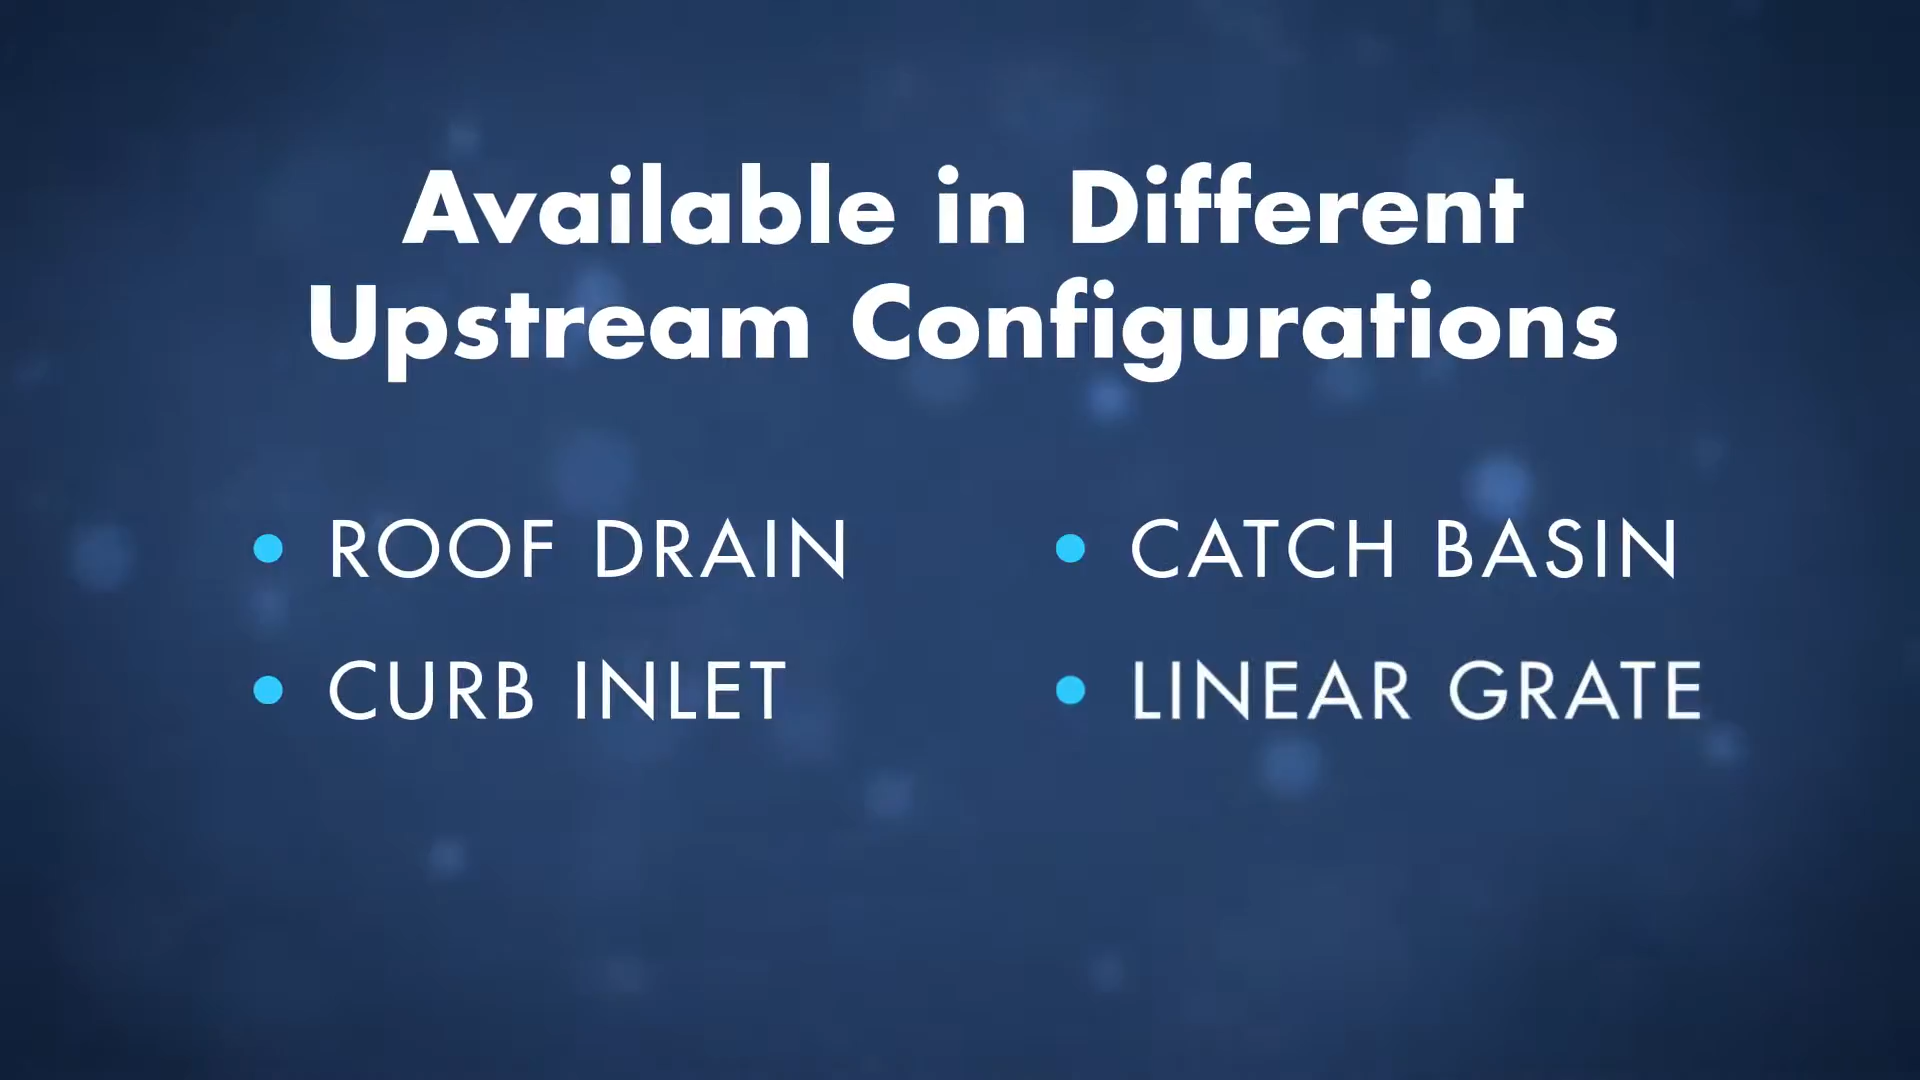 Available in Different
Upstream Configurations
• ROOF DRAIN
• CURB INLET
• CATCH BASIN
• LINEAR GRATE